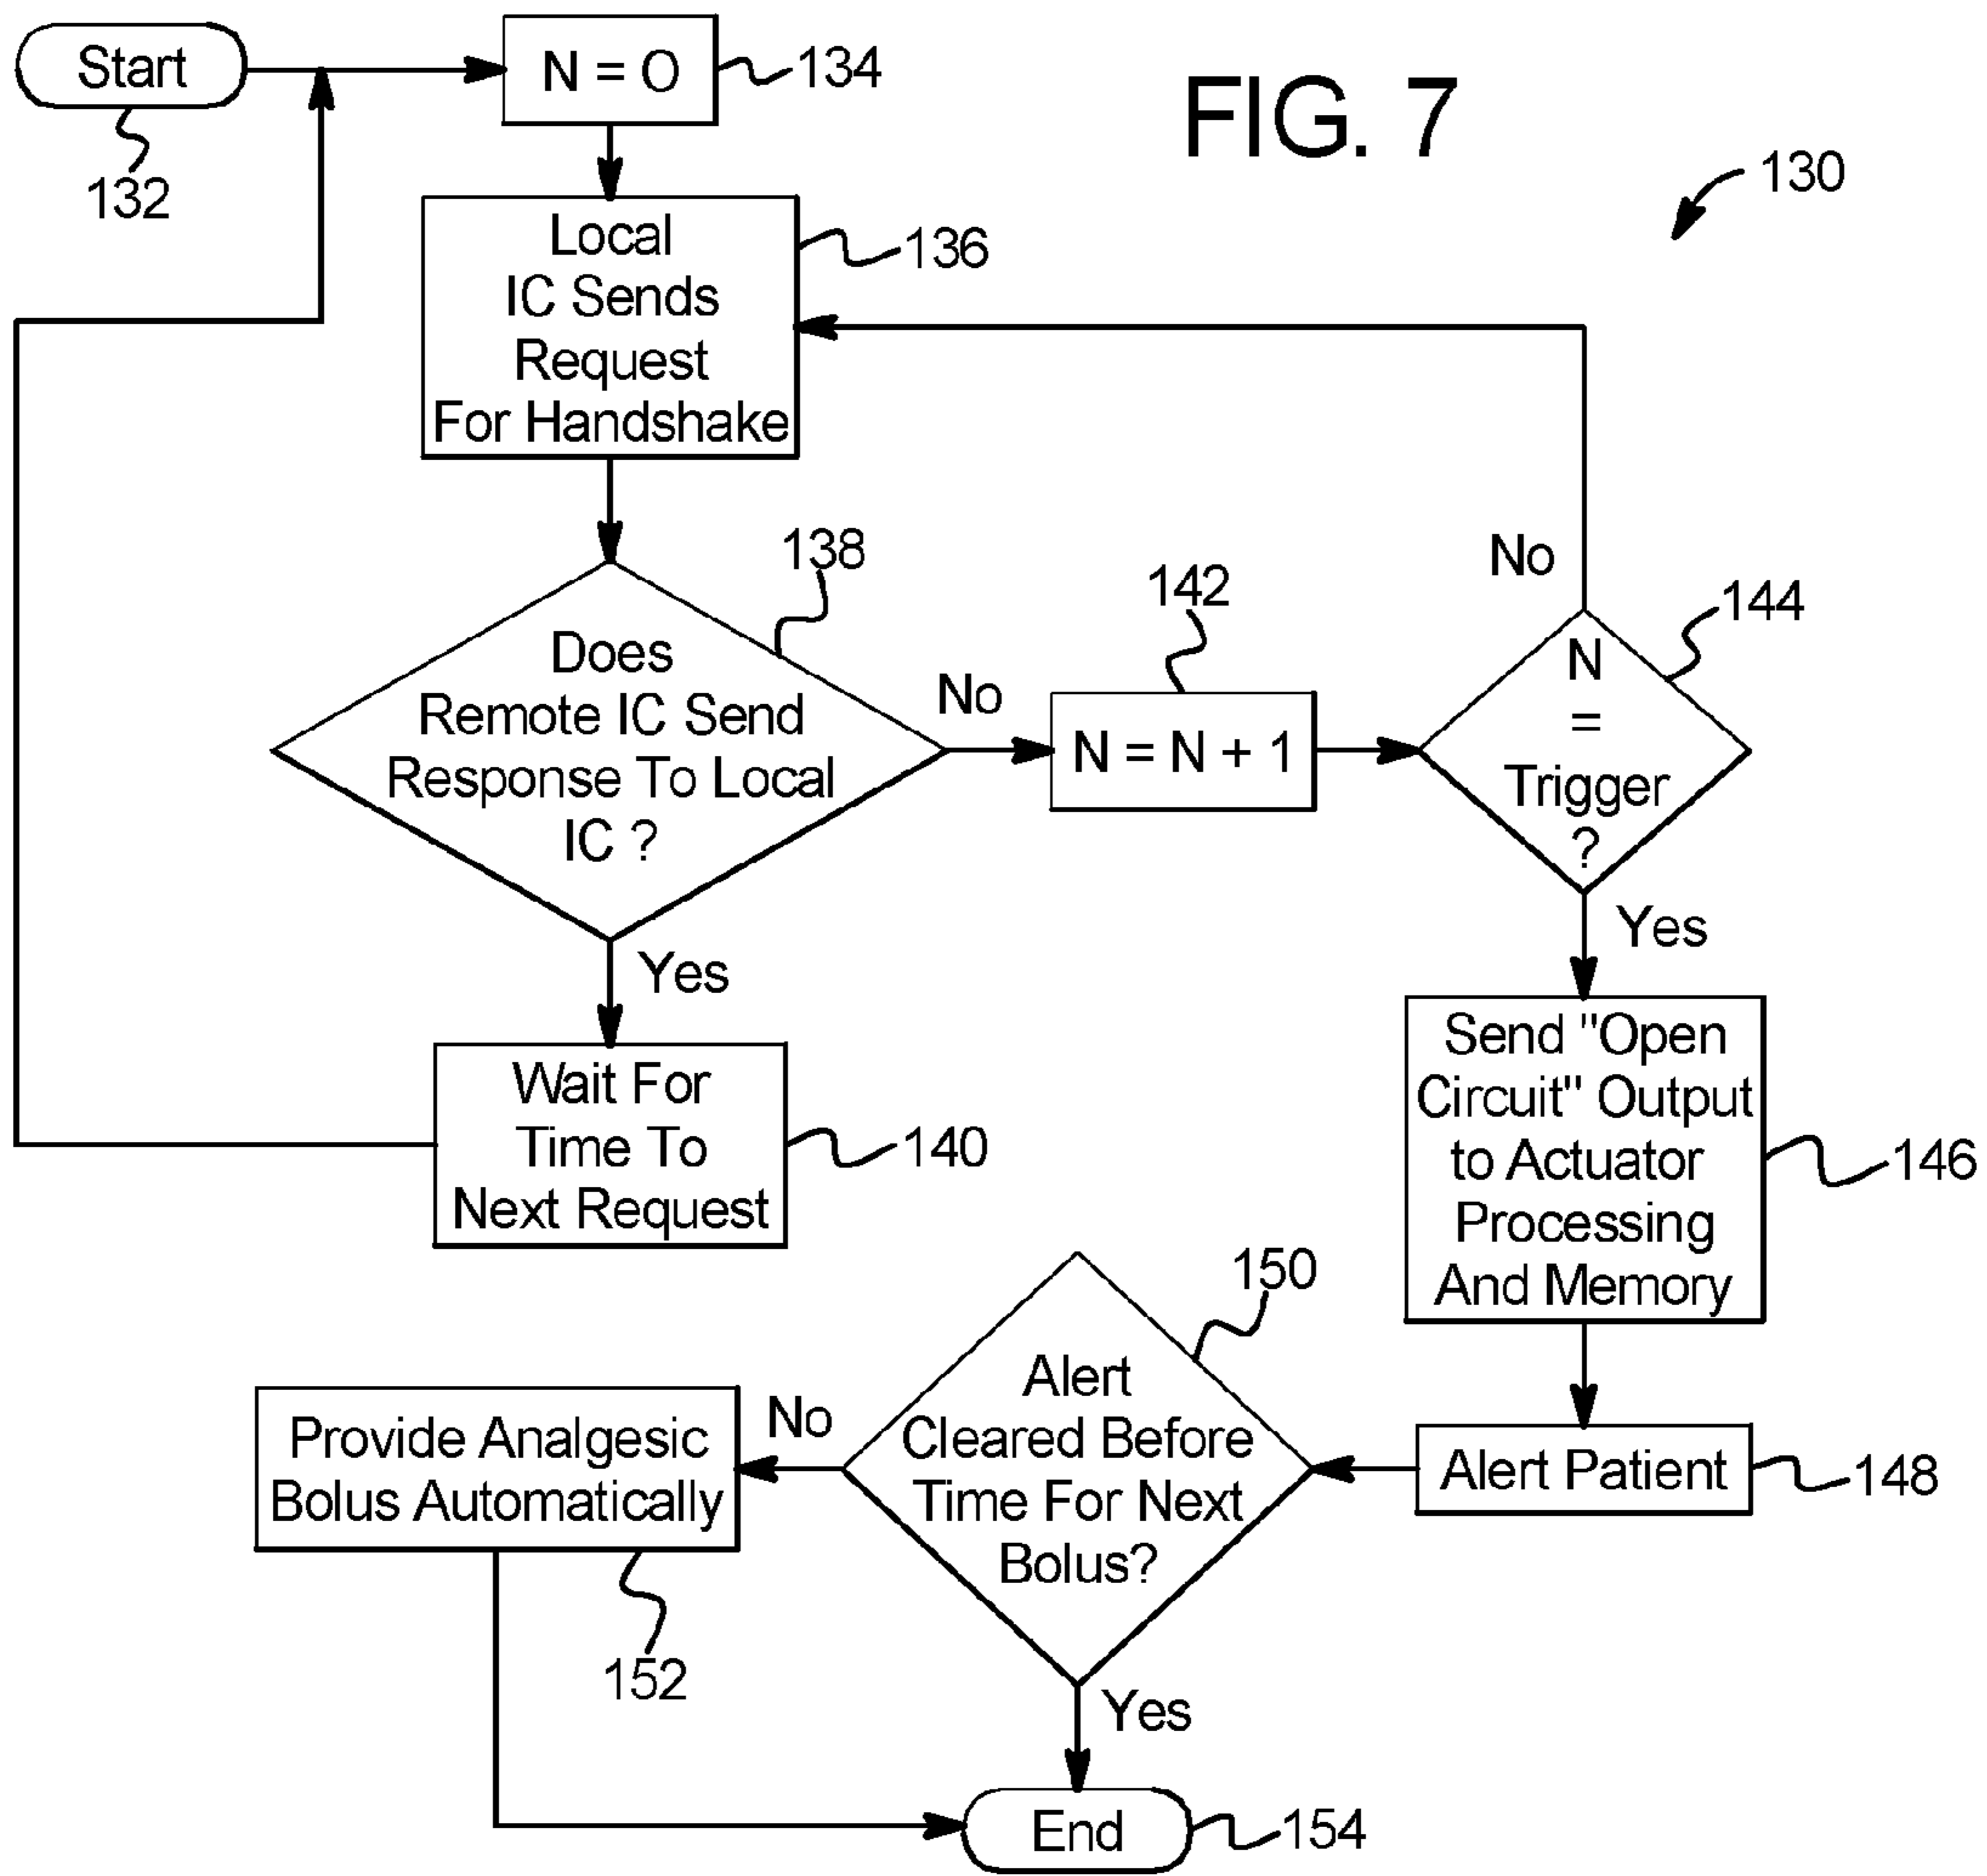 Start
132
N = O
134
FIG. 7
130
Local
IC Sends
Request
For Handshake
136
Does
Remote IC Send
Response To Local
IC ?
138
No
Yes
142
N = N + 1
No
144
N
=
Trigger
?
Yes
Wait For
Time To
Next Request
140
Send "Open
Circuit" Output
to Actuator
Processing
And Memory
146
Alert Patient
148
150
Alert
Cleared Before
Time For Next
Bolus?
No
Yes
Provide Analgesic
Bolus Automatically
152
End
154